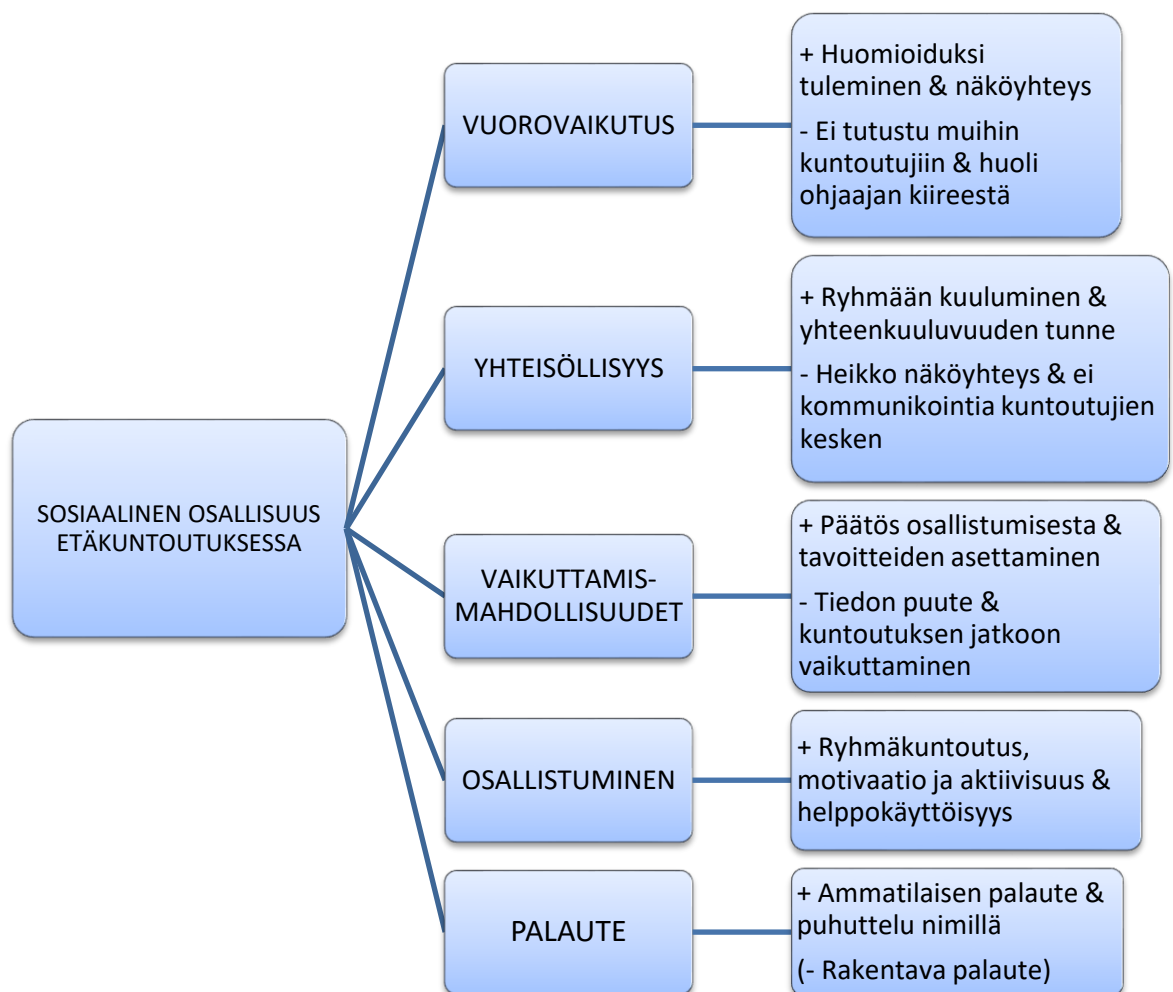 SOSIAALINEN OSALLISUUS
ETÄKUNTOUTUKSESSA
VUOROVAIKUTUS
+ Huomioiduksi
tuleminen & näköyhteys
- Ei tutustu muihin
kuntoutujiin & huoli
ohjaajan kiireestä
YHTEISÖLLISYYS
+ Ryhmään kuuluminen &
yhteenkuuluvuuden tunne
- Heikko näköyhteys & ei
kommunikointia kuntoutujien
kesken
VAIKUTTAMIS-
MAHDOLLISUUDET
+ Päätös osallistumisesta &
tavoitteiden asettaminen
- Tiedon puute &
kuntoutuksen jatkoon
vaikuttaminen
OSALLISTUMINEN
+ Ryhmäkuntoutus,
motivaatio ja aktiivisuus &
helppokäyttöisyys
PALAUTE
+ Ammatilaisen palaute &
puhuttelu nimillä
(- Rakentava palaute)